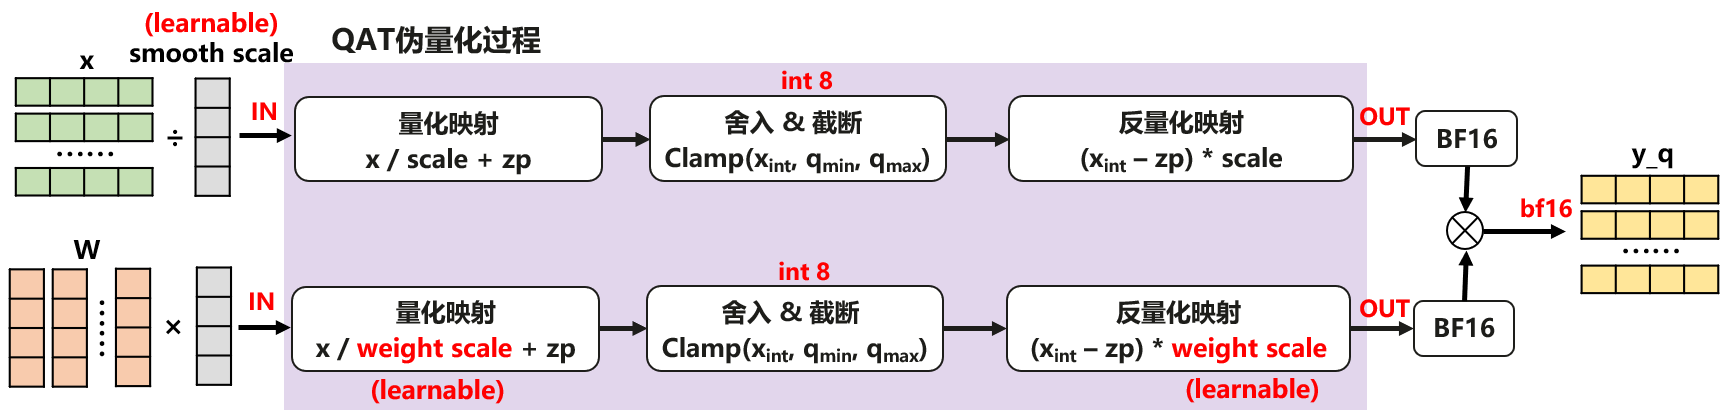 (learnable)
smooth scale
QAT伪量化过程
x
÷
IN
量化映射
x / scale + zp
int 8
舍入 & 截断
Clamp(xint, qmin, qmax)
反量化映射
(xint – zp) * scale
OUT
BF16
y_q
bf16
W
×
IN
量化映射
x / weight scale + zp
(learnable)
int 8
舍入 & 截断
Clamp(xint, qmin, qmax)
反量化映射
(xint – zp) * weight scale
(learnable)
OUT
BF16